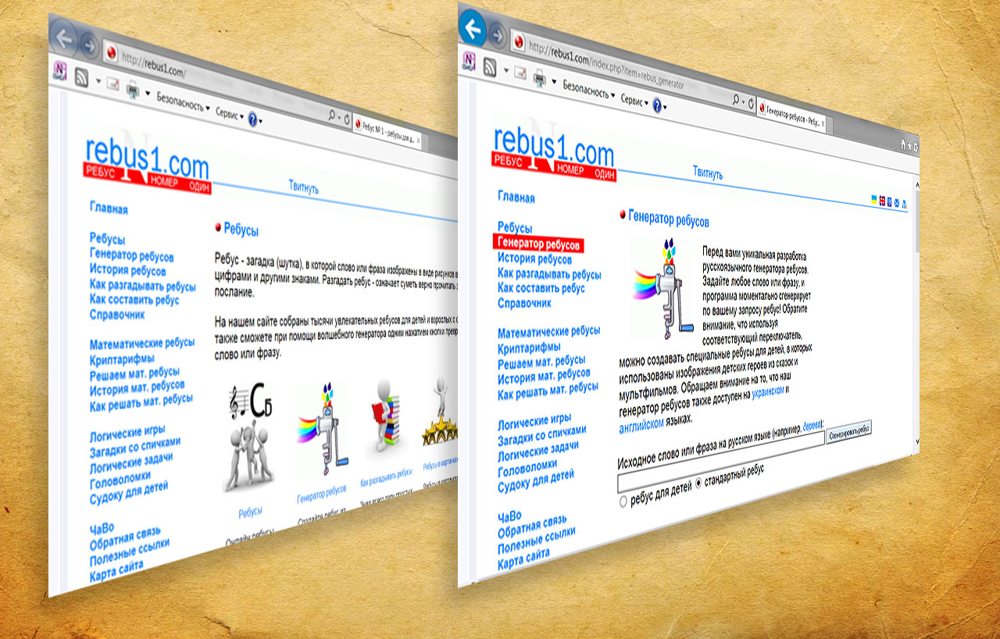 http://rebus1.com/
Безопасность
Сервис
Ребус № 1 - ребусы для д...
rebus1.com
РЕБУС НОМЕР ОДИН
Твитнуть
Главная
Ребусы
Генератор ребусов
История ребусов
Как разгадывать ребусы
Как составить ребус
Справочник
Математические ребусы
Криптарифмы
Решаем мат. ребусы
История мат. ребусов
Как решать мат. ребусы
Логические игры
Загадки со спичками
Логические задачи
Головоломки
Судоку для детей
ЧаВо
Обратная связь
Полезные ссылки
Карта сайта
Ребусы
Ребус - загадка (шутка), в которой слово или фраза изображены в виде рисунков в
цифрами и другими знаками. Разгадать ребус - означает суметь верно прочитать з
послание.
На нашем сайте собраны тысячи увлекательных ребусов для детей и взрослых с о
также сможете при помощи волшебного генератора одним нажатием кнопки превр
слово или фразу.
Сб
Ребусы
Генератор ребусов
Как разгадывать ребусы
Ребусы в картинка
Онлайн ребусы
Создайте ребус из
Зная всего пару простых
http://rebus1.com/index.php?item=rebus_generator
Безопасность
Сервис
Генератор ребусов - Ребу...
rebus1.com
РЕБУС НОМЕР ОДИН
Твитнуть
Главная
Ребусы
Генератор ребусов
История ребусов
Как разгадывать ребусы
Как составить ребус
Справочник
Математические ребусы
Криптарифмы
Решаем мат. ребусы
История мат. ребусов
Как решать мат. ребусы
Логические игры
Загадки со спичками
Логические задачи
Головоломки
Судоку для детей
ЧаВо
Обратная связь
Полезные ссылки
Карта сайта
Генератор ребусов
Перед вами уникальная разработка
русскоязычного генератора ребусов.
Задайте любое слово или фразу, и
программа моментально сгенерирует
по вашему запросу ребус! Обратите
внимание, что используя
соответствующий переключатель,
можно создавать специальные ребусы для детей, в которых
использованы изображения детских героев из сказок и
мультфильмов. Обращаем внимание на то, что наш
генератор ребусов также доступен на украинском и
английском языках.
Исходное слово или фраза на русском языке (например, дерево):
Сгенерировать ребус
ребус для детей стандартный ребус